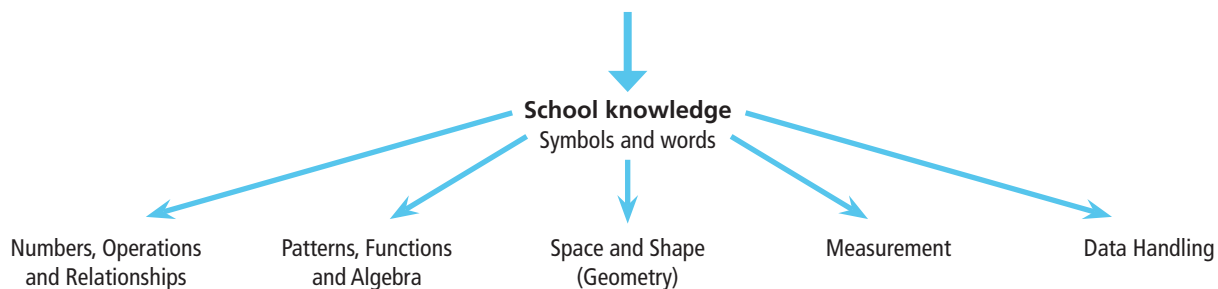 School knowledge
Symbols and words
Numbers, Operations
and Relationships
Patterns, Functions
and Algebra
Space and Shape
(Geometry)
Measurement
Data Handling